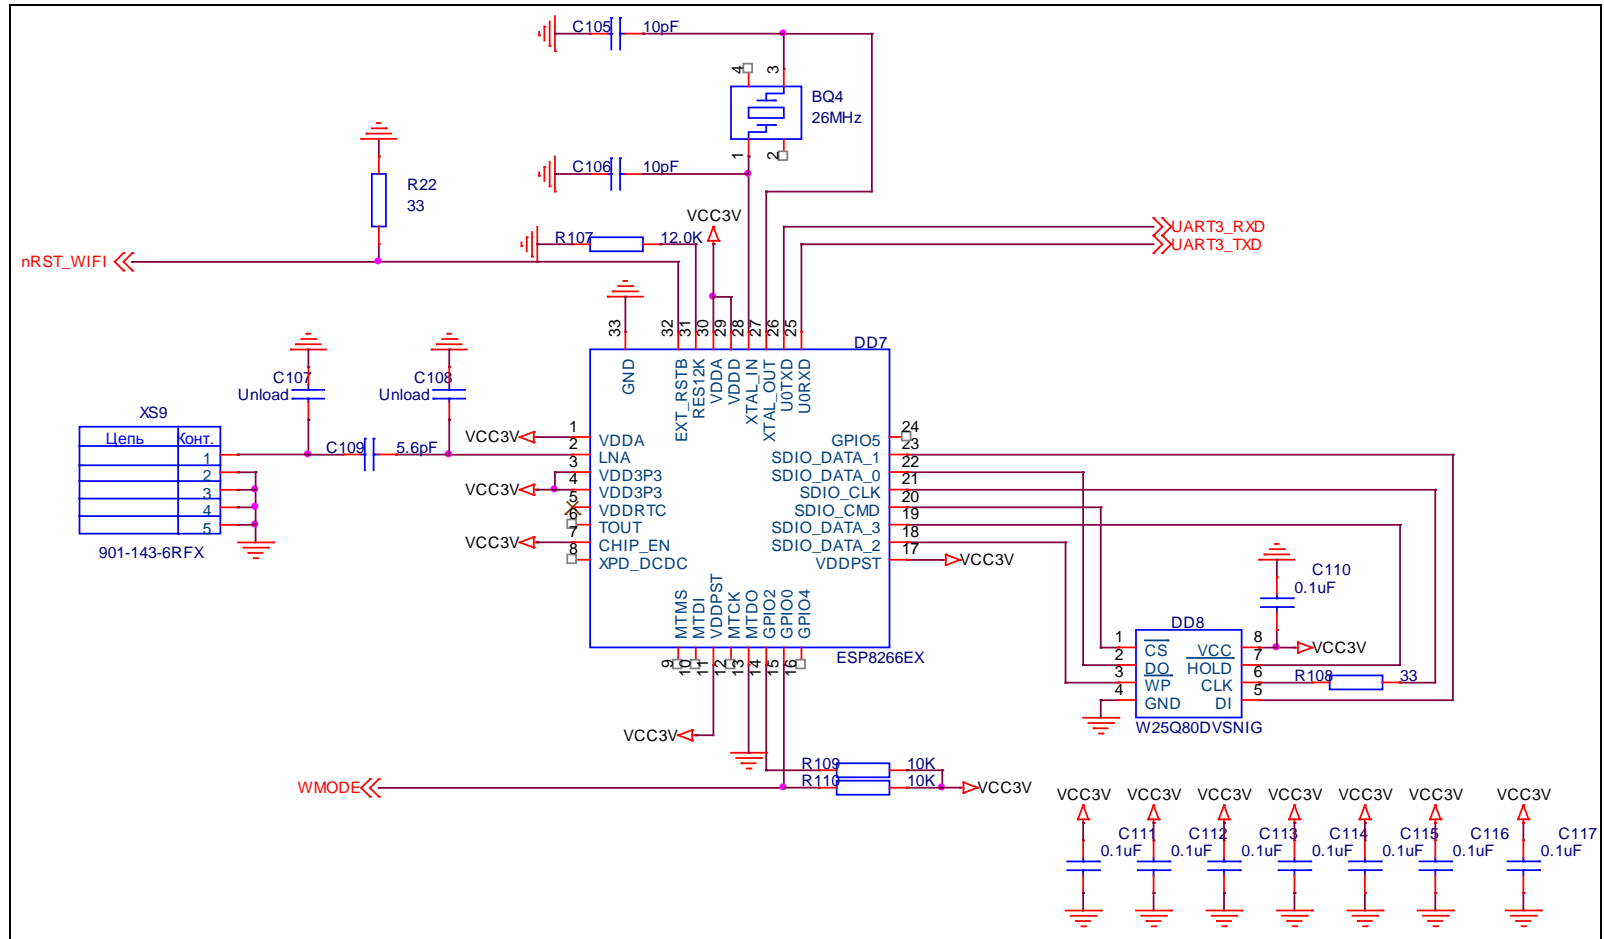 C105 10pF
4 3
BQ4
26MHz
1 2
C106 10pF
R22
33
VCC3V
R107 12.0K
nRST_WIFI
UART3_RXD
UART3_TXD
33 32 31 30 29 28 27 26 25
DD7
GND EXT_RSTB RES12K VDDA VDDD XTAL_IN XTAL_OUT U0TXD U0RXD
C107
Unload
C108
Unload
XS9
Цепь Конт.
1
2
3
4
5
901-143-6RFX
C109 5.6pF
VCC3V 1 VDDA
2 LNA
3 VDD3P3
VCC3V 4 VDD3P3
5 VDDRTC
6 TOUT
VCC3V 7 CHIP_EN
8 XPD_DCDC
GPIO5 24
SDIO_DATA_1 23
SDIO_DATA_0 22
SDIO_CLK 21
SDIO_CMD 20
SDIO_DATA_3 19
SDIO_DATA_2 18
VDDPST 17 VCC3V
MTMS MTDI VDDPST MTCK MTDO GPIO2 GPIO0 GPIO4
9 10 11 12 13 14 15 16
ESP8266EX
C110
0.1uF
DD8
1 CS VCC 8 VCC3V
2 DO HOLD 7
3 WP CLK 6 R108 33
4 GND DI 5
W25Q80DVSNIG
VCC3V
R109 10K
R110 10K
VCC3V
WMODE
VCC3V VCC3V VCC3V VCC3V VCC3V VCC3V VCC3V
C111 C112 C113 C114 C115 C116 C117
0.1uF 0.1uF 0.1uF 0.1uF 0.1uF 0.1uF 0.1uF